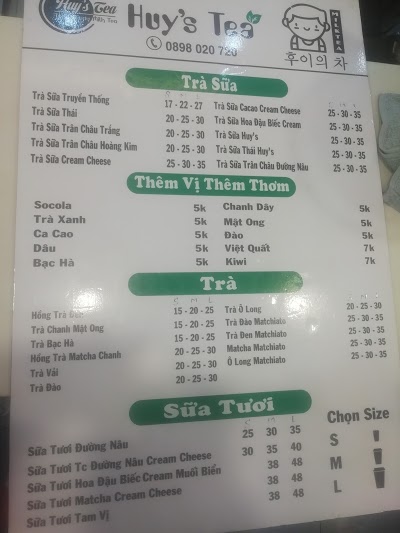 Huy's Tea
Huy's Tea
0898 020 720
MILKTEA
후이의 차
Trà Sữa
S M L
Trà Sữa Truyền Thống 17 - 22 - 27
Trà Sữa Thái 20 - 25 - 30
Trà Sữa Trân Châu Trắng 20 - 25 - 30
Trà Sữa Trân Châu Hoàng Kim 20 - 25 - 30
Trà Sữa Cream Cheese 25 - 30 - 35
Trà Sữa Cacao Cream Cheese 25 - 30 - 35
Trà Sữa Hoa Đậu Biếc Cream
Trà Sữa Huy's 25 - 30 - 35
Trà Sữa Thái Huy's 25 - 30 - 35
Trà Sữa Trân Châu Đường Nâu 25 - 30 - 35
Thêm Vị Thêm Thơm
Socola 5k
Trà Xanh 5k
Ca Cao 5k
Dâu 5k
Bạc Hà 5k
Chanh Dây 5k
Mật Ong 5k
Đào 5k
Việt Quất 7k
Kiwi 7k
Trà
S M L
Hồng Trà 15 - 20 - 25
Trà Chanh Mật Ong 15 - 20 - 25
Trà Bạc Hà 15 - 20 - 25
Hồng Trà Matcha Chanh 20 - 25 - 30
Trà Vải 20 - 25 - 30
Trà Đào 20 - 25 - 30
Trà Ô Long 20 - 25 - 30
Trà Đào Matchiato 25 - 30 - 35
Trà Đen Matchiato 25 - 30 - 35
Matcha Matchiato 25 - 30 - 35
Ô Long Matchiato 25 - 30 - 35
Sữa Tươi
S M L
Sữa Tươi Đường Nâu 25 30 35
Sữa Tươi Tc Đường Nâu Cream Cheese 30 35 40
Sữa Tươi Hoa Đậu Biếc Cream Muối Biển 38 48
Sữa Tươi Matcha Cream Cheese 38 48
Sữa Tươi Tam Vị 38 48
Chọn Size
S
M
L